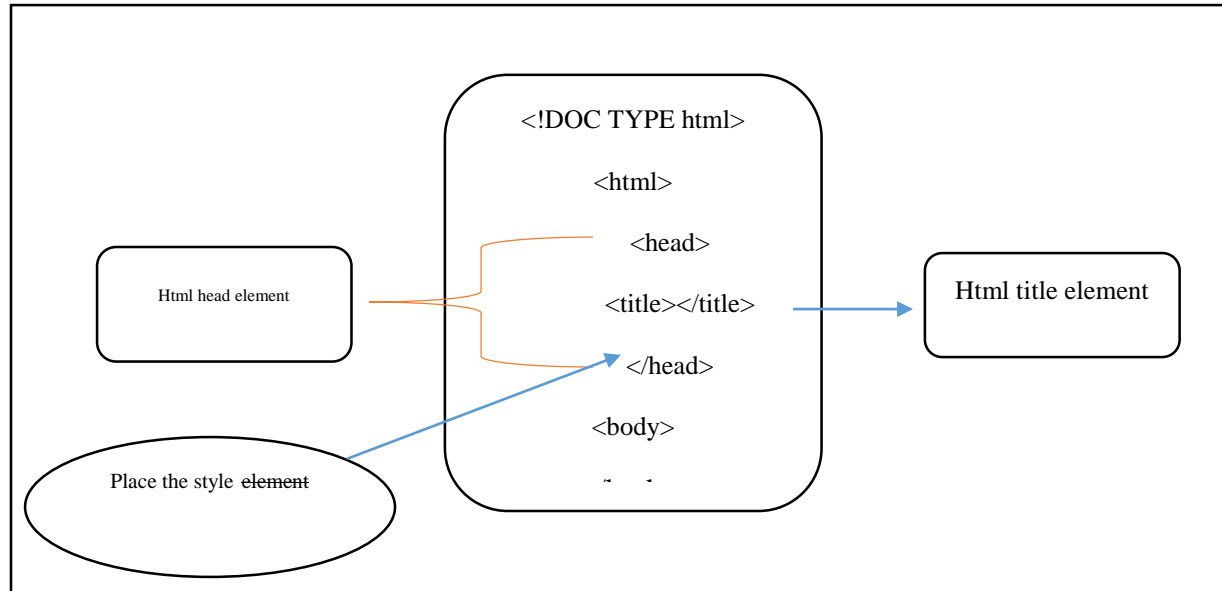 <!DOC TYPE html>
<html>
<head>
Html head element
<title></title>
Html title element
</head>
<body>
Place the style element